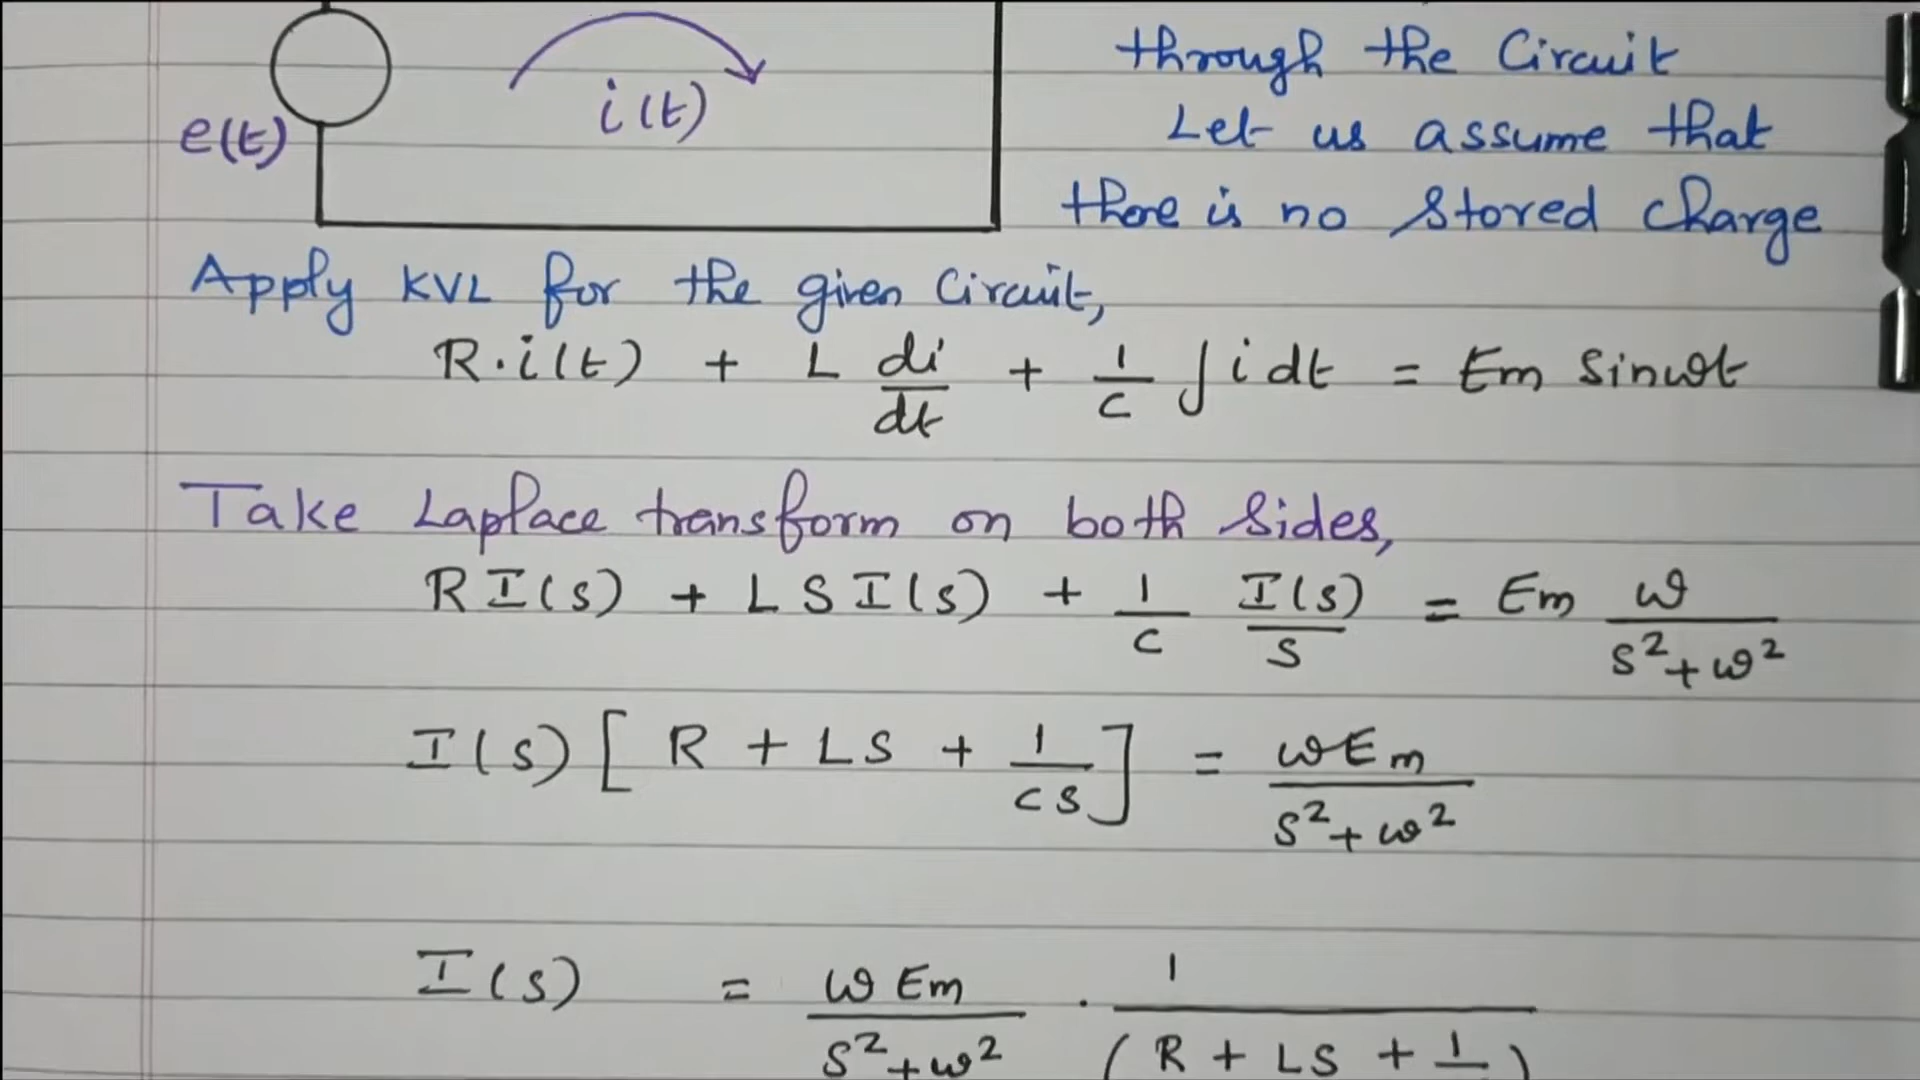 through the Circuit
i(t)
e(t)
Let us assume that
there is no stored charge
Apply KVL for the given Circuit,
R·i(t) + L di/dt + 1/C ∫ i dt = Em Sinωt
Take Laplace transform on both sides,
R I(s) + L S I(s) + 1/C I(s)/S = Em ω/(S²+ω²)
I(s) [ R + LS + 1/CS ] = ωEm/(S²+ω²)
I(s) = ωEm/(S²+ω²) · 1/(R + LS + 1